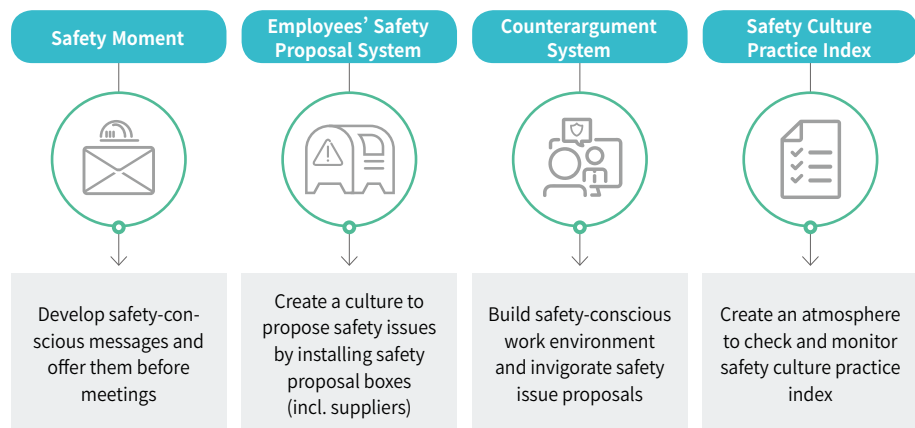 Safety Moment
Employees’ Safety
Proposal System
Counterargument
System
Safety Culture
Practice Index
Develop safety-con-
scious messages and
offer them before
meetings
Create a culture to
propose safety issues
by installing safety
proposal boxes
(incl. suppliers)
Build safety-conscious
work environment
and invigorate safety
issue proposals
Create an atmosphere
to check and monitor
safety culture practice
index